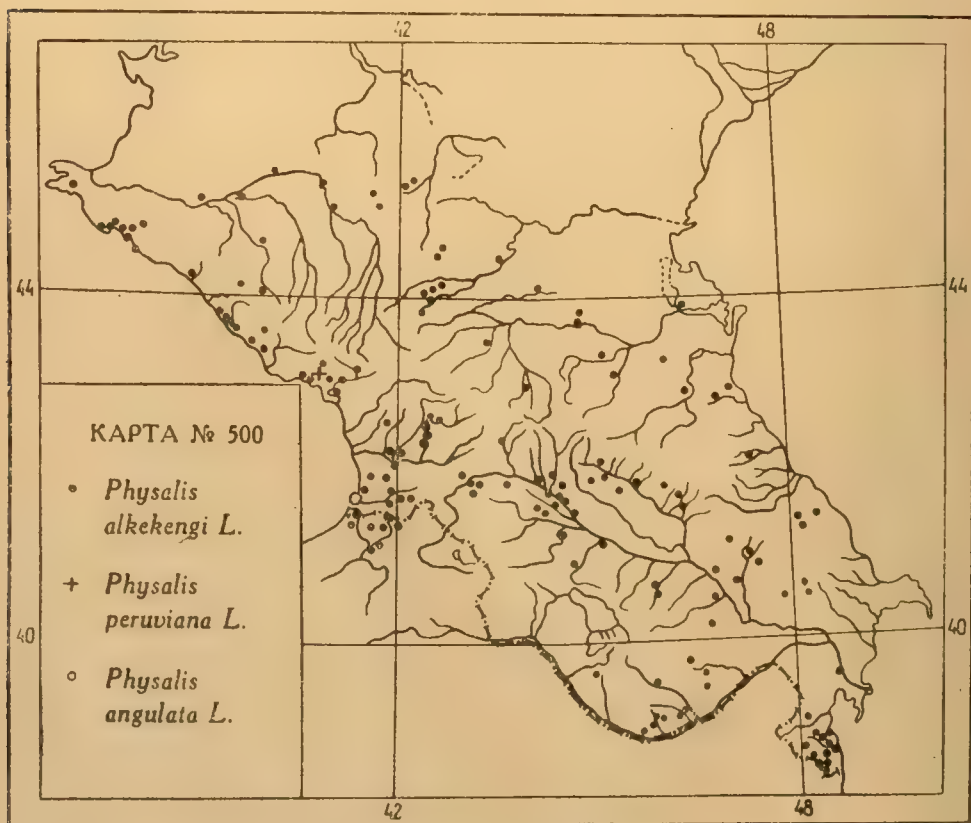 42 48
44 44
КАРТА № 500
Physalis
alkekengi L.
Physalis
peruviana L.
Physalis
angulata L.
40 40
42 48